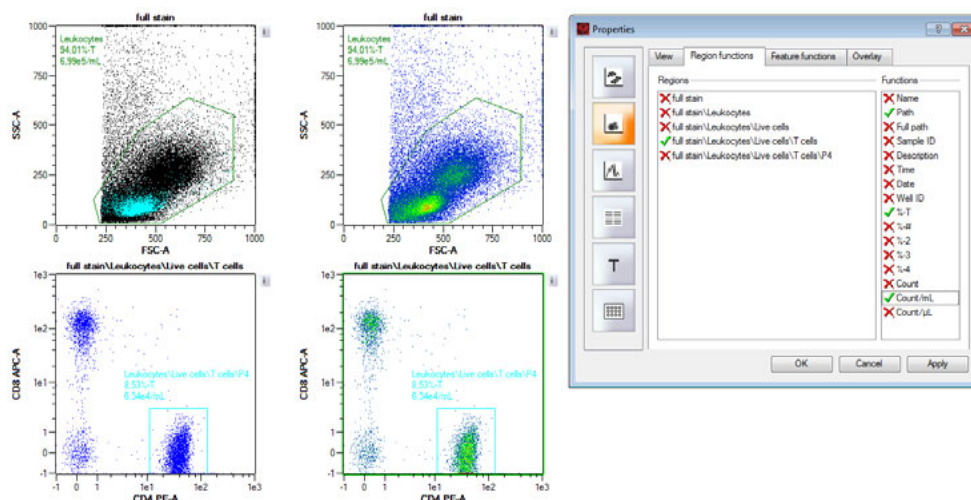 full stain
1000
750
500
250
0
SSC-A
Leukocytes
94.01%-T
6.99e5/mL
0 250 500 750 1000
FSC-A
full stain
1000
750
500
250
0
SSC-A
Leukocytes
94.01%-T
6.99e5/mL
0 250 500 750 1000
FSC-A
full stain\Leukocytes\Live cells\T cells
1e3
1e2
1e1
1
0
-1
CD8 APC-A
Leukocytes\Live cells\T cells\P4
8.53%-T
6.34e4/mL
-1 0 1 1e1 1e2 1e3
CD4 PE-A
full stain\Leukocytes\Live cells\T cells
1e3
1e2
1e1
1
0
-1
CD8 APC-A
Leukocytes\Live cells\T cells\P4
8.53%-T
6.34e4/mL
-1 0 1 1e1 1e2 1e3
CD4 PE-A
Properties
View Region functions Feature functions Overlay
Regions
full stain
full stain\Leukocytes
full stain\Leukocytes\Live cells
full stain\Leukocytes\Live cells\T cells
full stain\Leukocytes\Live cells\T cells\P4
Functions
Name
Path
Full path
Sample ID
Description
Time
Date
Well ID
%-T
%-#
%-2
%-3
%-4
Count
Count/mL
Count/µL
T
OK Cancel Apply